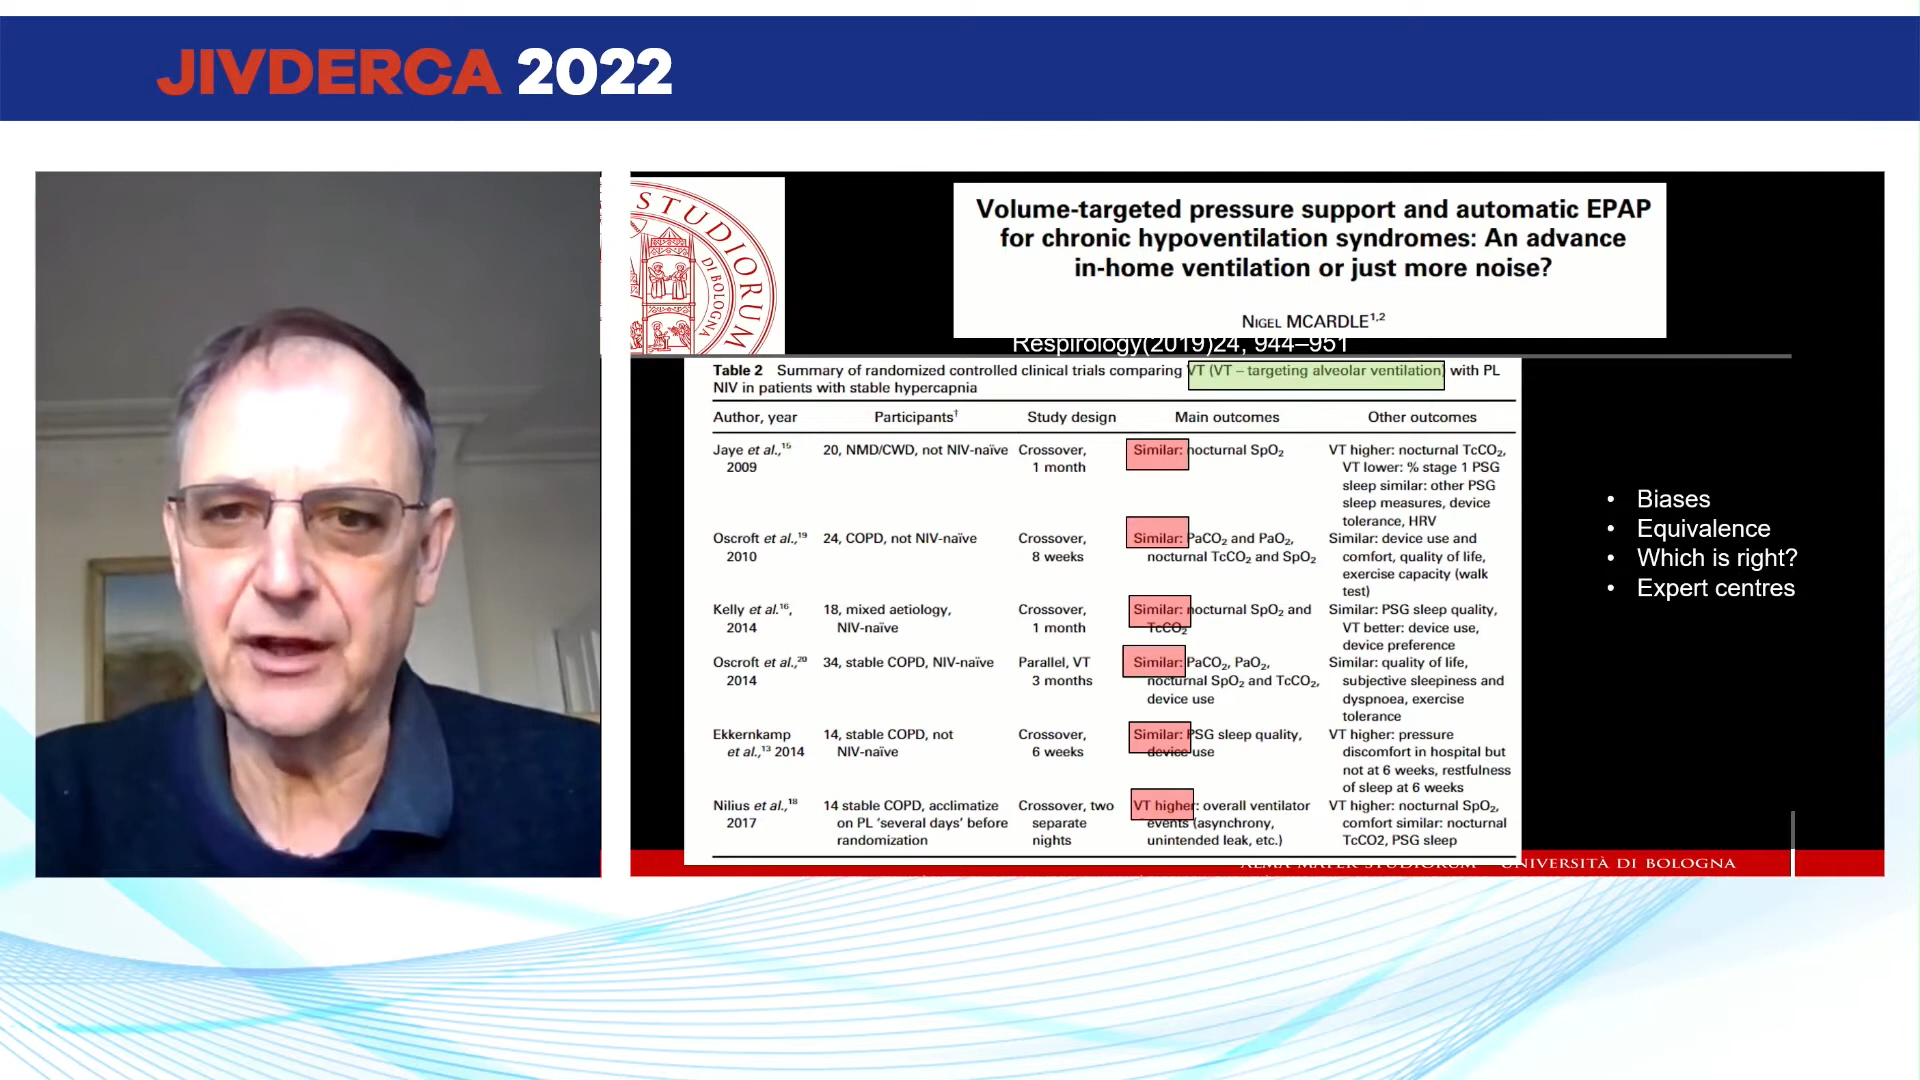 JIVDERCA 2022
STUDIORUM
DI BOLOGNA
Volume-targeted pressure support and automatic EPAP
for chronic hypoventilation syndromes: An advance
in-home ventilation or just more noise?
NIGEL MCARDLE1,2
Respirology(2019)24, 944–951
Table 2 Summary of randomized controlled clinical trials comparing VT (VT – targeting alveolar ventilation) with PL
NIV in patients with stable hypercapnia
Author, year Participants† Study design Main outcomes Other outcomes
Jaye et al.,15 20, NMD/CWD, not NIV-naïve Crossover, Similar: nocturnal SpO2 VT higher: nocturnal TcCO2,
2009 1 month VT lower: % stage 1 PSG
sleep similar: other PSG
sleep measures, device
tolerance, HRV
Oscroft et al.,19 24, COPD, not NIV-naïve Crossover, Similar: PaCO2 and PaO2, Similar: device use and
2010 8 weeks nocturnal TcCO2 and SpO2 comfort, quality of life,
exercise capacity (walk
test)
Kelly et al.16, 18, mixed aetiology, Crossover, Similar: nocturnal SpO2 and Similar: PSG sleep quality,
2014 NIV-naïve 1 month TcCO2 VT better: device use,
device preference
Oscroft et al.,20 34, stable COPD, NIV-naïve Parallel, VT Similar: PaCO2, PaO2, Similar: quality of life,
2014 3 months nocturnal SpO2 and TcCO2, subjective sleepiness and
device use dyspnoea, exercise
tolerance
Ekkernkamp 14, stable COPD, not Crossover, Similar: PSG sleep quality, VT higher: pressure
et al.,13 2014 NIV-naïve 6 weeks device use discomfort in hospital but
not at 6 weeks, restfulness
of sleep at 6 weeks
Nilius et al.,18 14 stable COPD, acclimatize Crossover, two VT higher: overall ventilator VT higher: nocturnal SpO2,
2017 on PL ‘several days’ before separate events (asynchrony, comfort similar: nocturnal
randomization nights unintended leak, etc.) TcCO2, PSG sleep
• Biases
• Equivalence
• Which is right?
• Expert centres
ALMA MATER STUDIORUM UNIVERSITÀ DI BOLOGNA